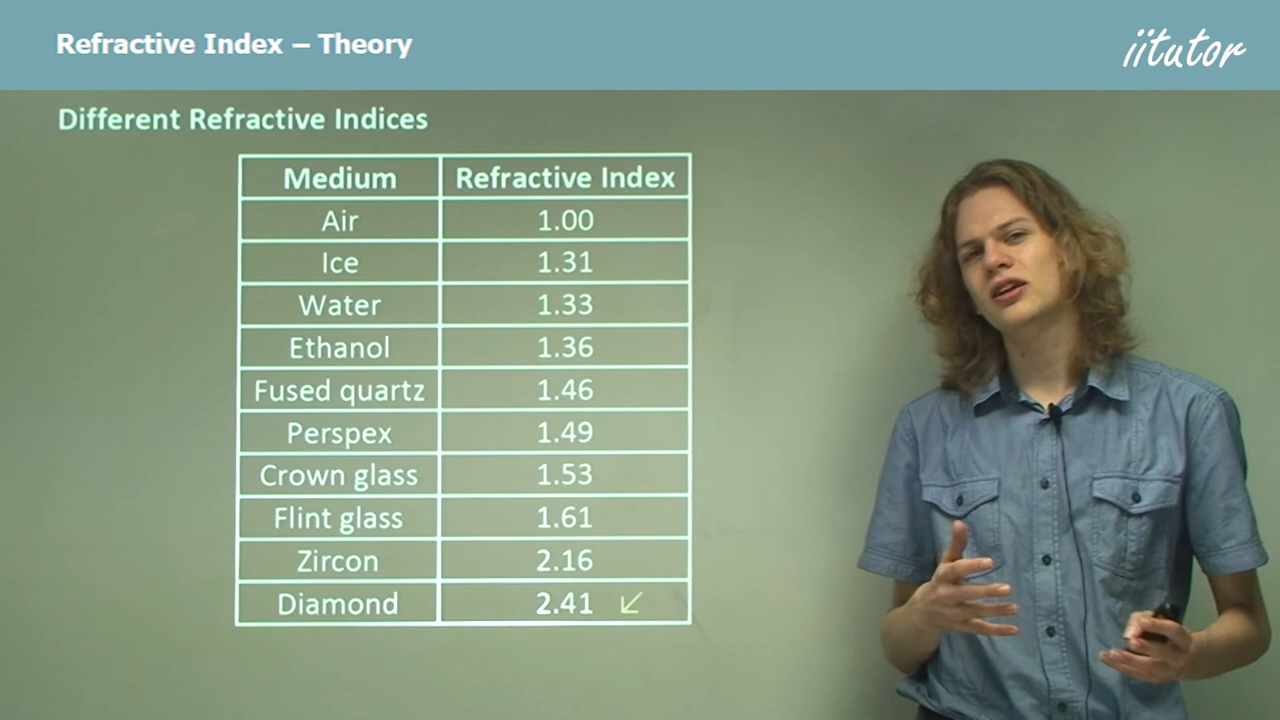 Refractive Index – Theory
iitutor
Different Refractive Indices
Medium Refractive Index
Air 1.00
Ice 1.31
Water 1.33
Ethanol 1.36
Fused quartz 1.46
Perspex 1.49
Crown glass 1.53
Flint glass 1.61
Zircon 2.16
Diamond 2.41